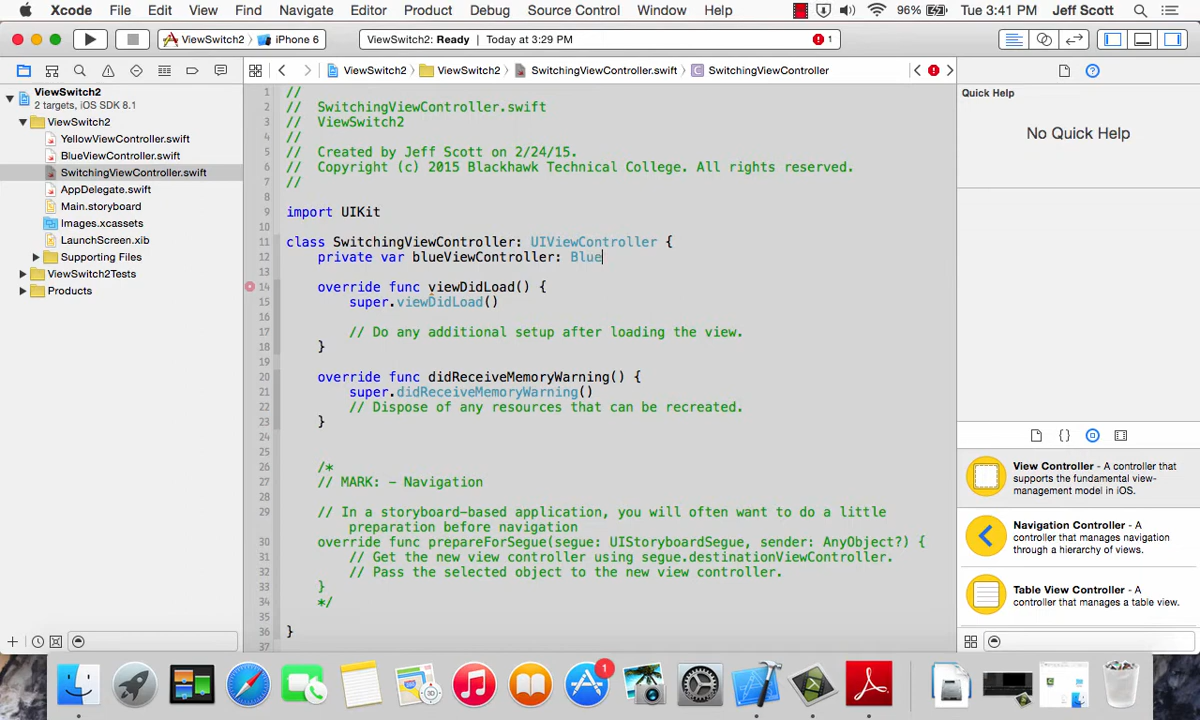 Xcode File Edit View Find Navigate Editor Product Debug Source Control Window Help 96% Tue 3:41 PM Jeff Scott
ViewSwitch2 iPhone 6 ViewSwitch2: Ready Today at 3:29 PM 1
ViewSwitch2 ViewSwitch2 SwitchingViewController.swift C SwitchingViewController
ViewSwitch2
2 targets, iOS SDK 8.1
ViewSwitch2
YellowViewController.swift
BlueViewController.swift
SwitchingViewController.swift
AppDelegate.swift
Main.storyboard
Images.xcassets
LaunchScreen.xib
Supporting Files
ViewSwitch2Tests
Products
1 //
2 // SwitchingViewController.swift
3 // ViewSwitch2
4 //
5 // Created by Jeff Scott on 2/24/15.
6 // Copyright (c) 2015 Blackhawk Technical College. All rights reserved.
7 //
8
9 import UIKit
10
11 class SwitchingViewController: UIViewController {
12 private var blueViewController: Blue
13
14 override func viewDidLoad() {
15 super.viewDidLoad()
16
17 // Do any additional setup after loading the view.
18 }
19
20 override func didReceiveMemoryWarning() {
21 super.didReceiveMemoryWarning()
22 // Dispose of any resources that can be recreated.
23 }
24
25
26 /*
27 // MARK: - Navigation
28
29 // In a storyboard-based application, you will often want to do a little
preparation before navigation
30 override func prepareForSegue(segue: UIStoryboardSegue, sender: AnyObject?) {
31 // Get the new view controller using segue.destinationViewController.
32 // Pass the selected object to the new view controller.
33 }
34 */
35
36 }
37
Quick Help
No Quick Help
View Controller - A controller that
supports the fundamental view-
management model in iOS.
Navigation Controller - A
controller that manages navigation
through a hierarchy of views.
Table View Controller - A
controller that manages a table view.
1